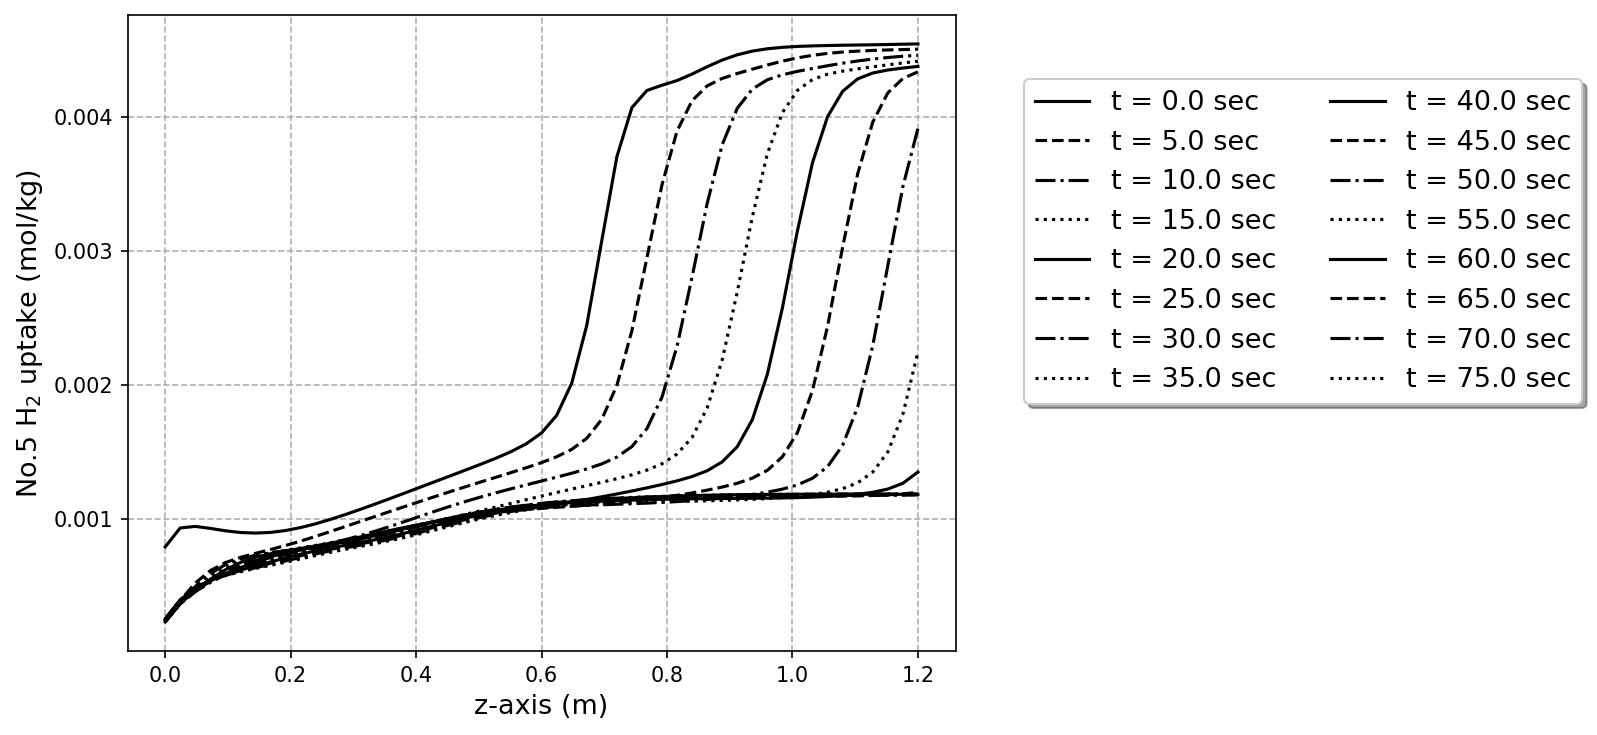 0.004
0.003
0.002
0.001
No.5 H₂ uptake (mol/kg)
0.0 0.2 0.4 0.6 0.8 1.0 1.2
z-axis (m)
t = 0.0 sec
t = 5.0 sec
t = 10.0 sec
t = 15.0 sec
t = 20.0 sec
t = 25.0 sec
t = 30.0 sec
t = 35.0 sec
t = 40.0 sec
t = 45.0 sec
t = 50.0 sec
t = 55.0 sec
t = 60.0 sec
t = 65.0 sec
t = 70.0 sec
t = 75.0 sec